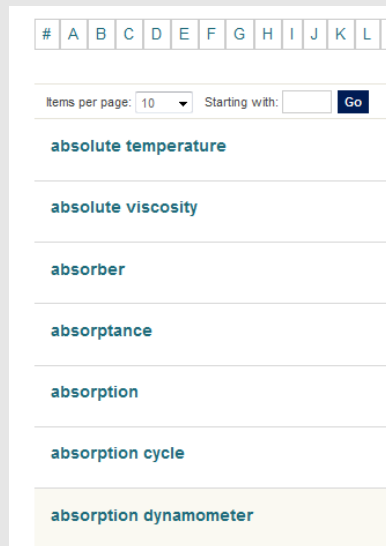 # A B C D E F G H I J K L
Items per page: 10 Starting with: Go
absolute temperature
absolute viscosity
absorber
absorptance
absorption
absorption cycle
absorption dynamometer